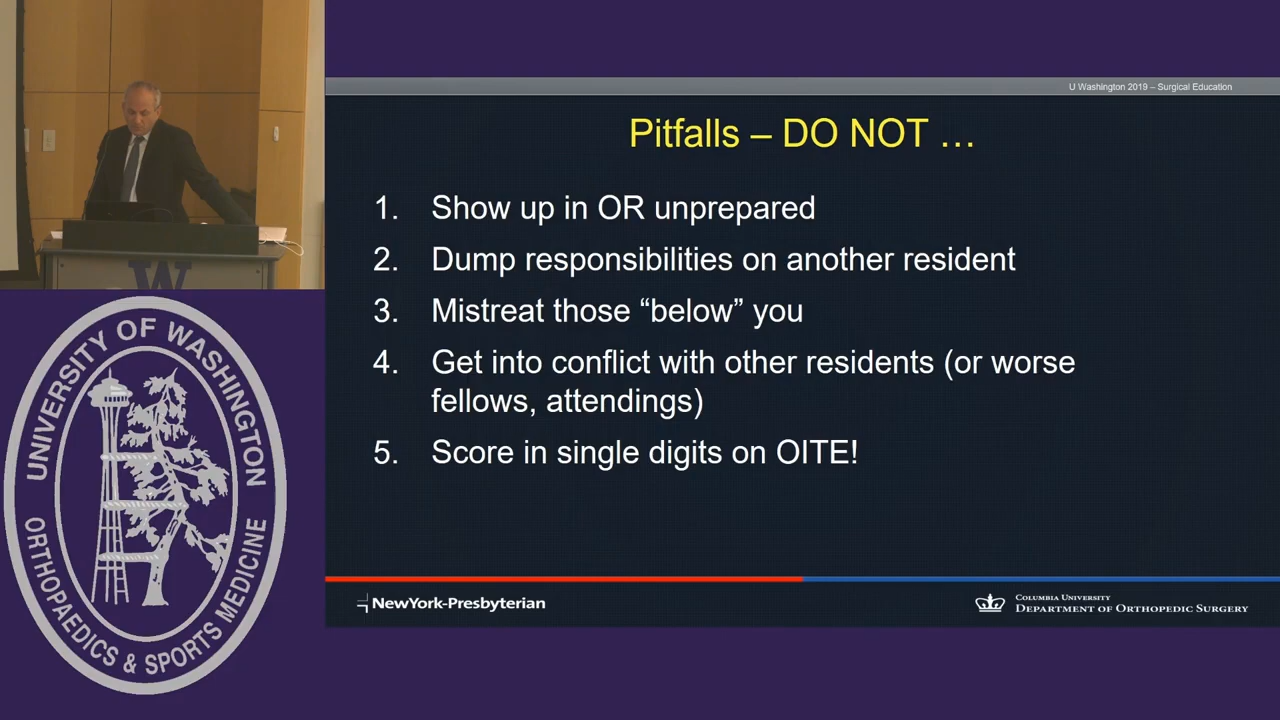 U Washington 2019 – Surgical Education
Pitfalls – DO NOT …
1. Show up in OR unprepared
2. Dump responsibilities on another resident
3. Mistreat those “below” you
4. Get into conflict with other residents (or worse
fellows, attendings)
5. Score in single digits on OITE!
NewYork-Presbyterian
COLUMBIA UNIVERSITY
DEPARTMENT OF ORTHOPEDIC SURGERY
W
UNIVERSITY OF WASHINGTON
ORTHOPAEDICS & SPORTS MEDICINE